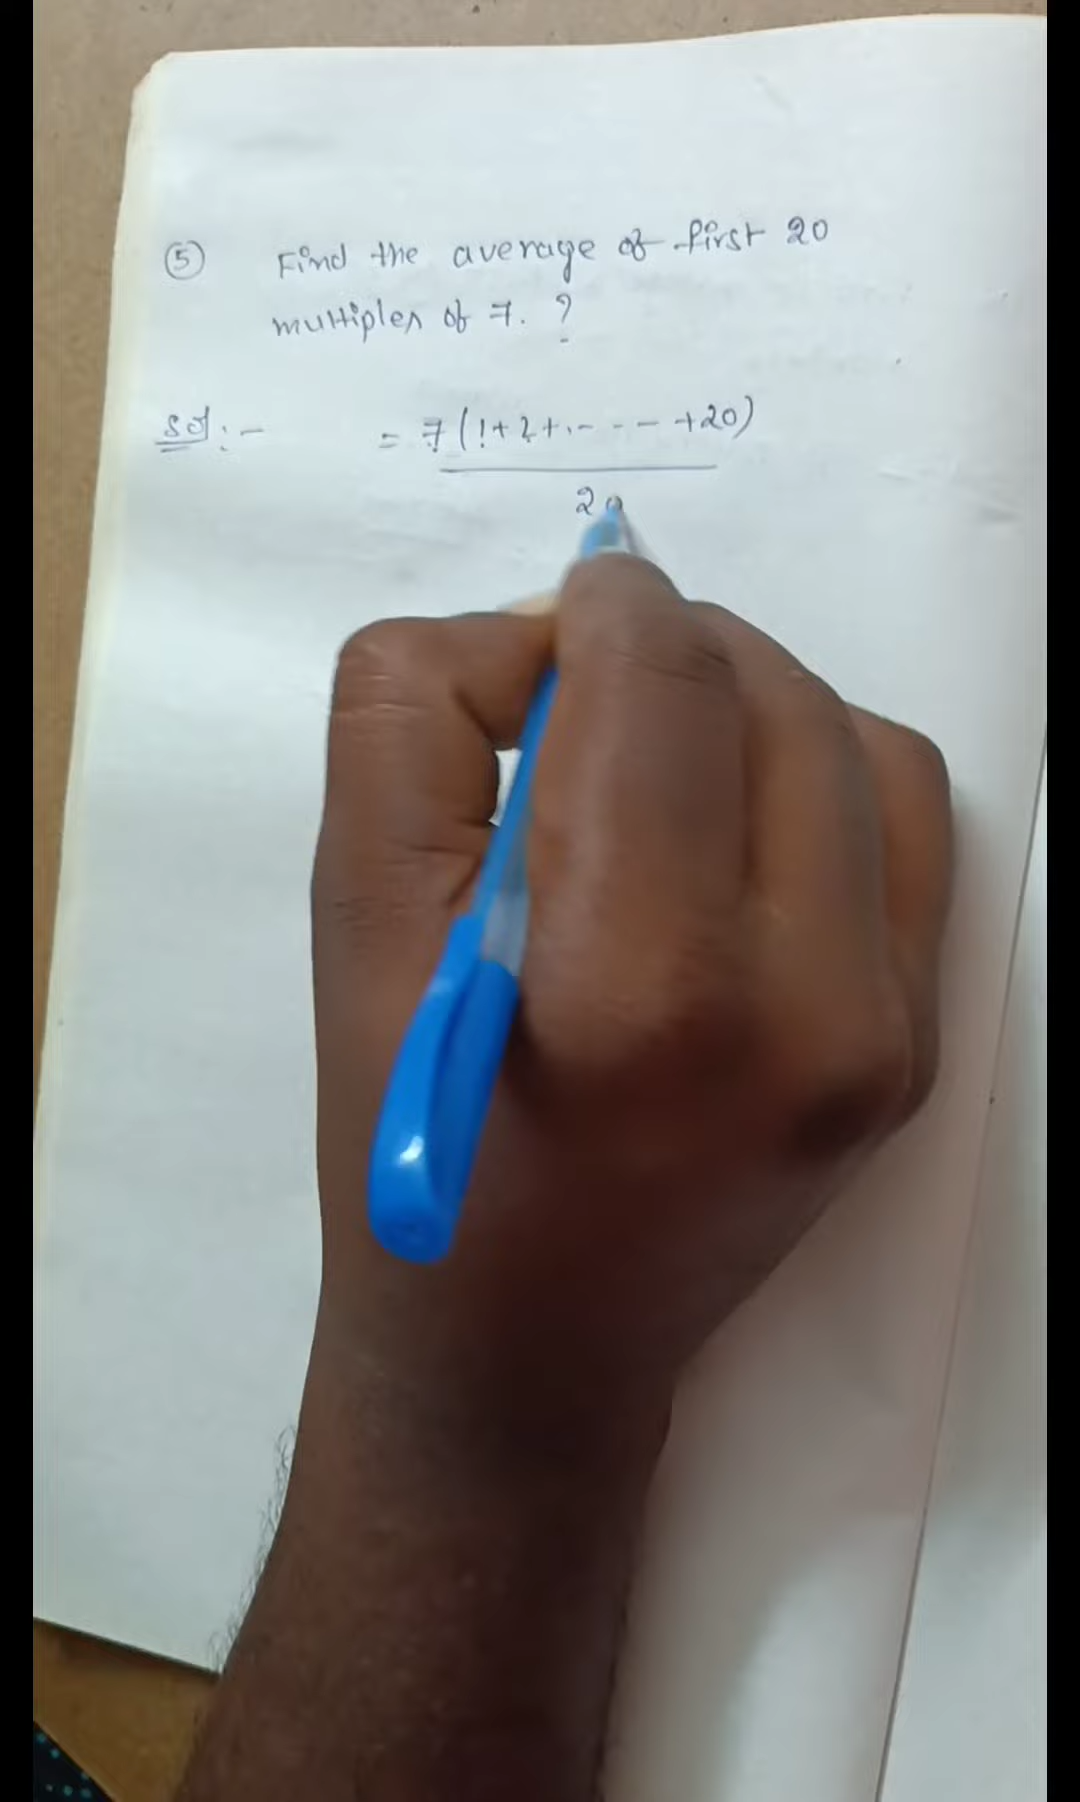 5 Find the average of first 20
multiples of 7. ?
Sol :- = 7 (1+2+.- - - - +20)
20